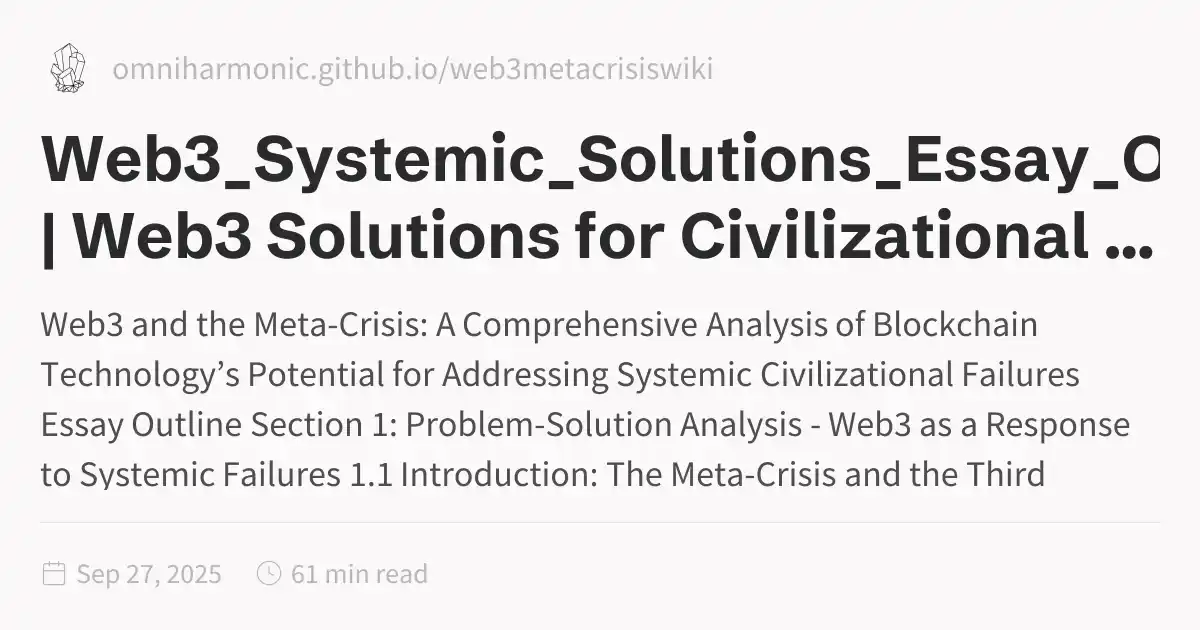 omniharmonic.github.io/web3metacrisiswiki
Web3_Systemic_Solutions_Essay_O
| Web3 Solutions for Civilizational ...
Web3 and the Meta-Crisis: A Comprehensive Analysis of Blockchain
Technology’s Potential for Addressing Systemic Civilizational Failures
Essay Outline Section 1: Problem-Solution Analysis - Web3 as a Response
to Systemic Failures 1.1 Introduction: The Meta-Crisis and the Third
Sep 27, 2025 61 min read